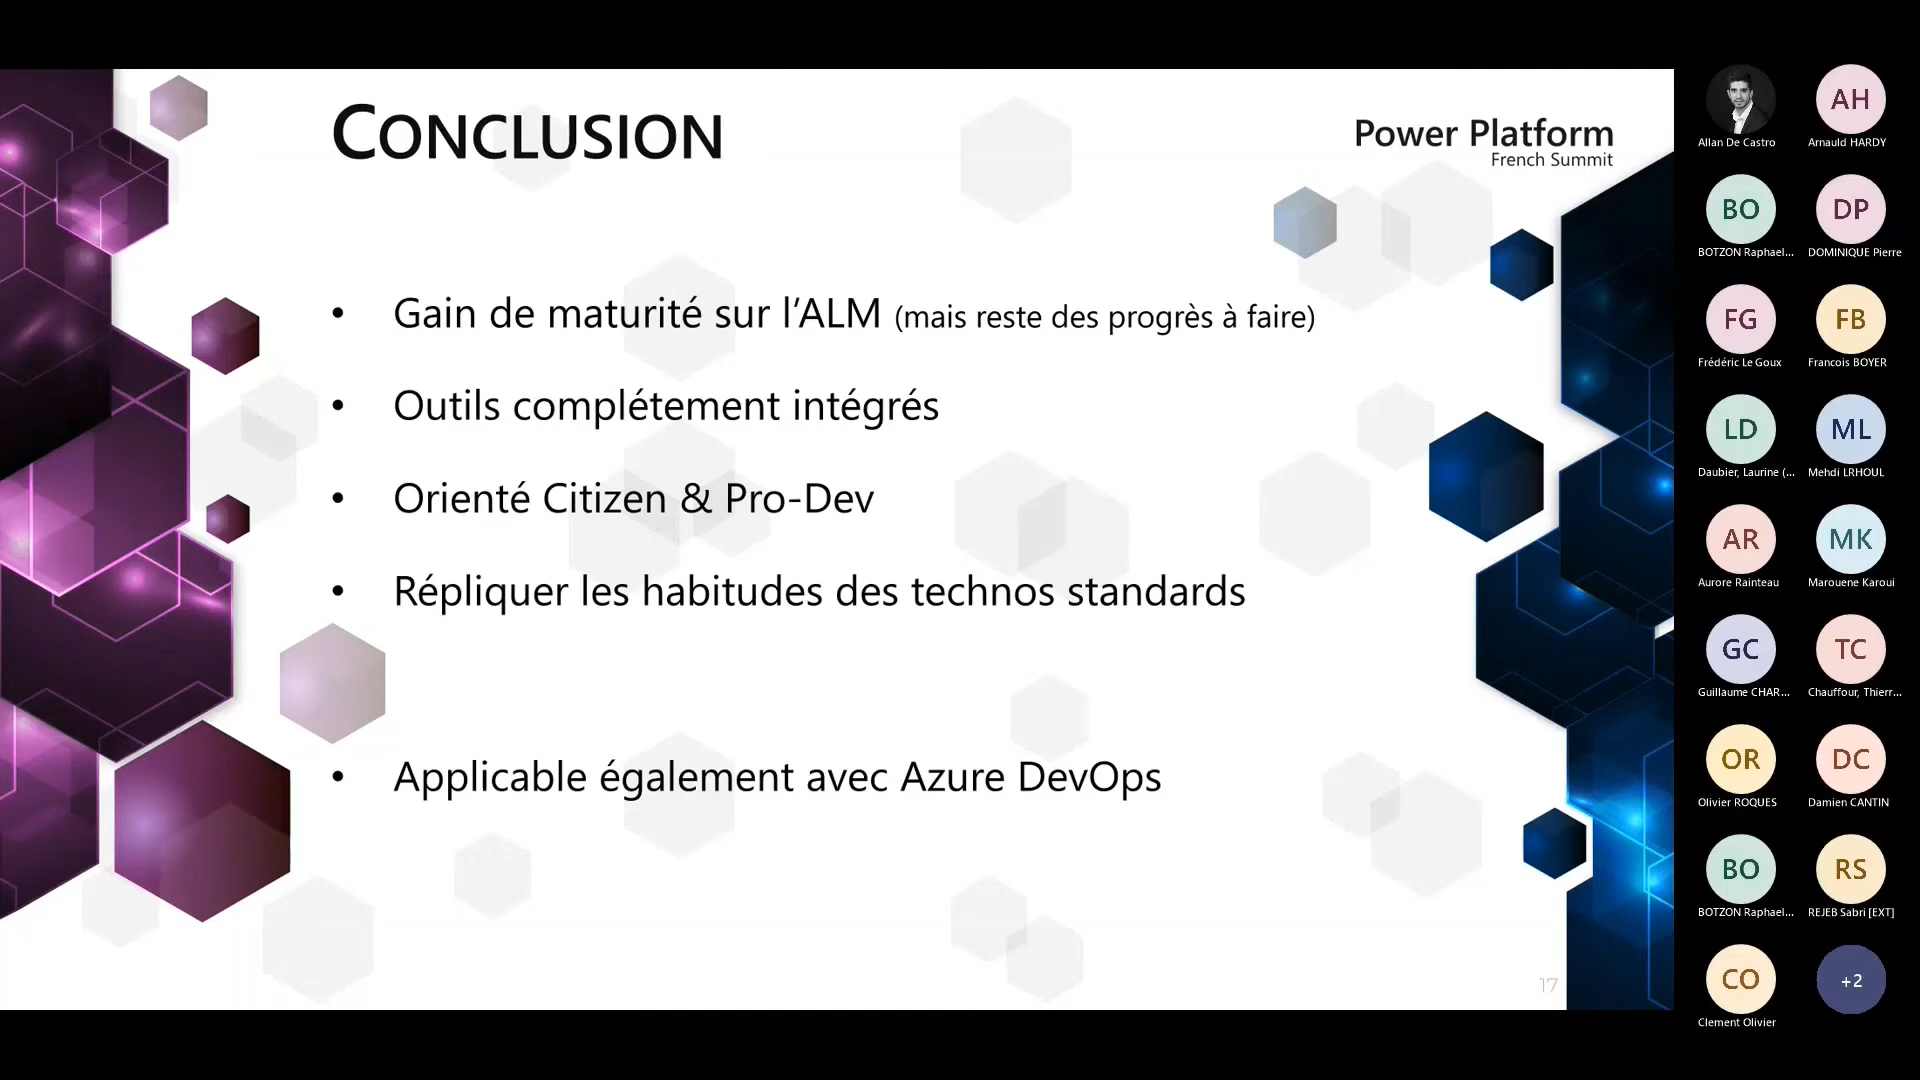 CONCLUSION
Power Platform
French Summit
• Gain de maturité sur l'ALM (mais reste des progrès à faire)
• Outils complétement intégrés
• Orienté Citizen & Pro-Dev
• Répliquer les habitudes des technos standards
• Applicable également avec Azure DevOps
17
Allan De Castro
AH
Arnauld HARDY
BO
BOTZON Raphael...
DP
DOMINIQUE Pierre
FG
Frédéric Le Goux
FB
Francois BOYER
LD
Daubier, Laurine (...
ML
Mehdi LRHOUL
AR
Aurore Rainteau
MK
Marouene Karoui
GC
Guillaume CHAR...
TC
Chauffour, Thierr...
OR
Olivier ROQUES
DC
Damien CANTIN
BO
BOTZON Raphael...
RS
REJEB Sabri [EXT]
CO
Clement Olivier
+2